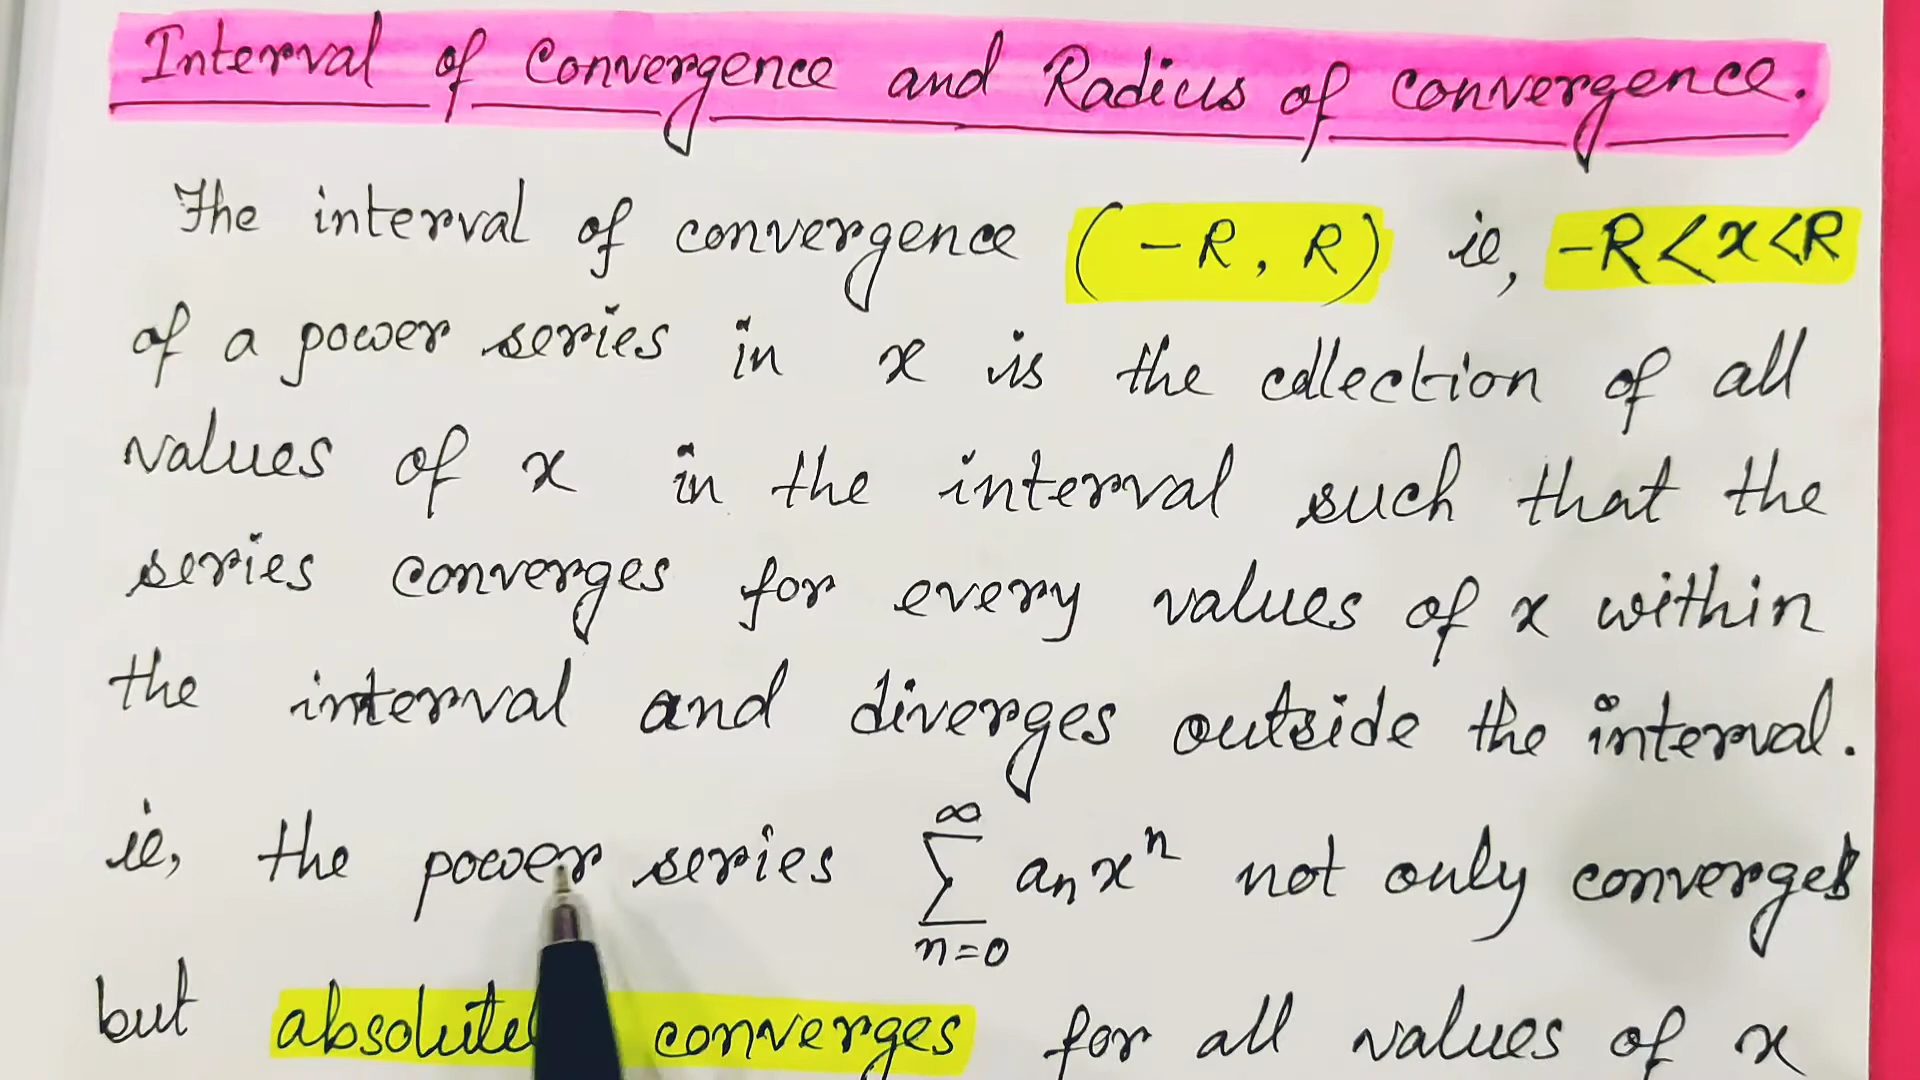 Interval of Convergence and Radius of Convergence.
The interval of convergence (-R, R) ie, -R<x<R
of a power series in x is the collection of all
values of x in the interval such that the
series converges for every values of x within
the interval and diverges outside the interval.
ie, the power series ∞∑n=0 aₙxⁿ not only converges
but converges for all values of x